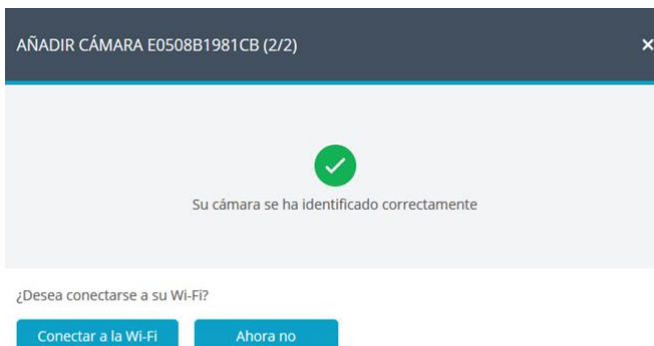 AÑADIR CÁMARA E0508B1981CB (2/2)
Su cámara se ha identificado correctamente
¿Desea conectarse a su Wi-Fi?
Conectar a la Wi-Fi
Ahora no